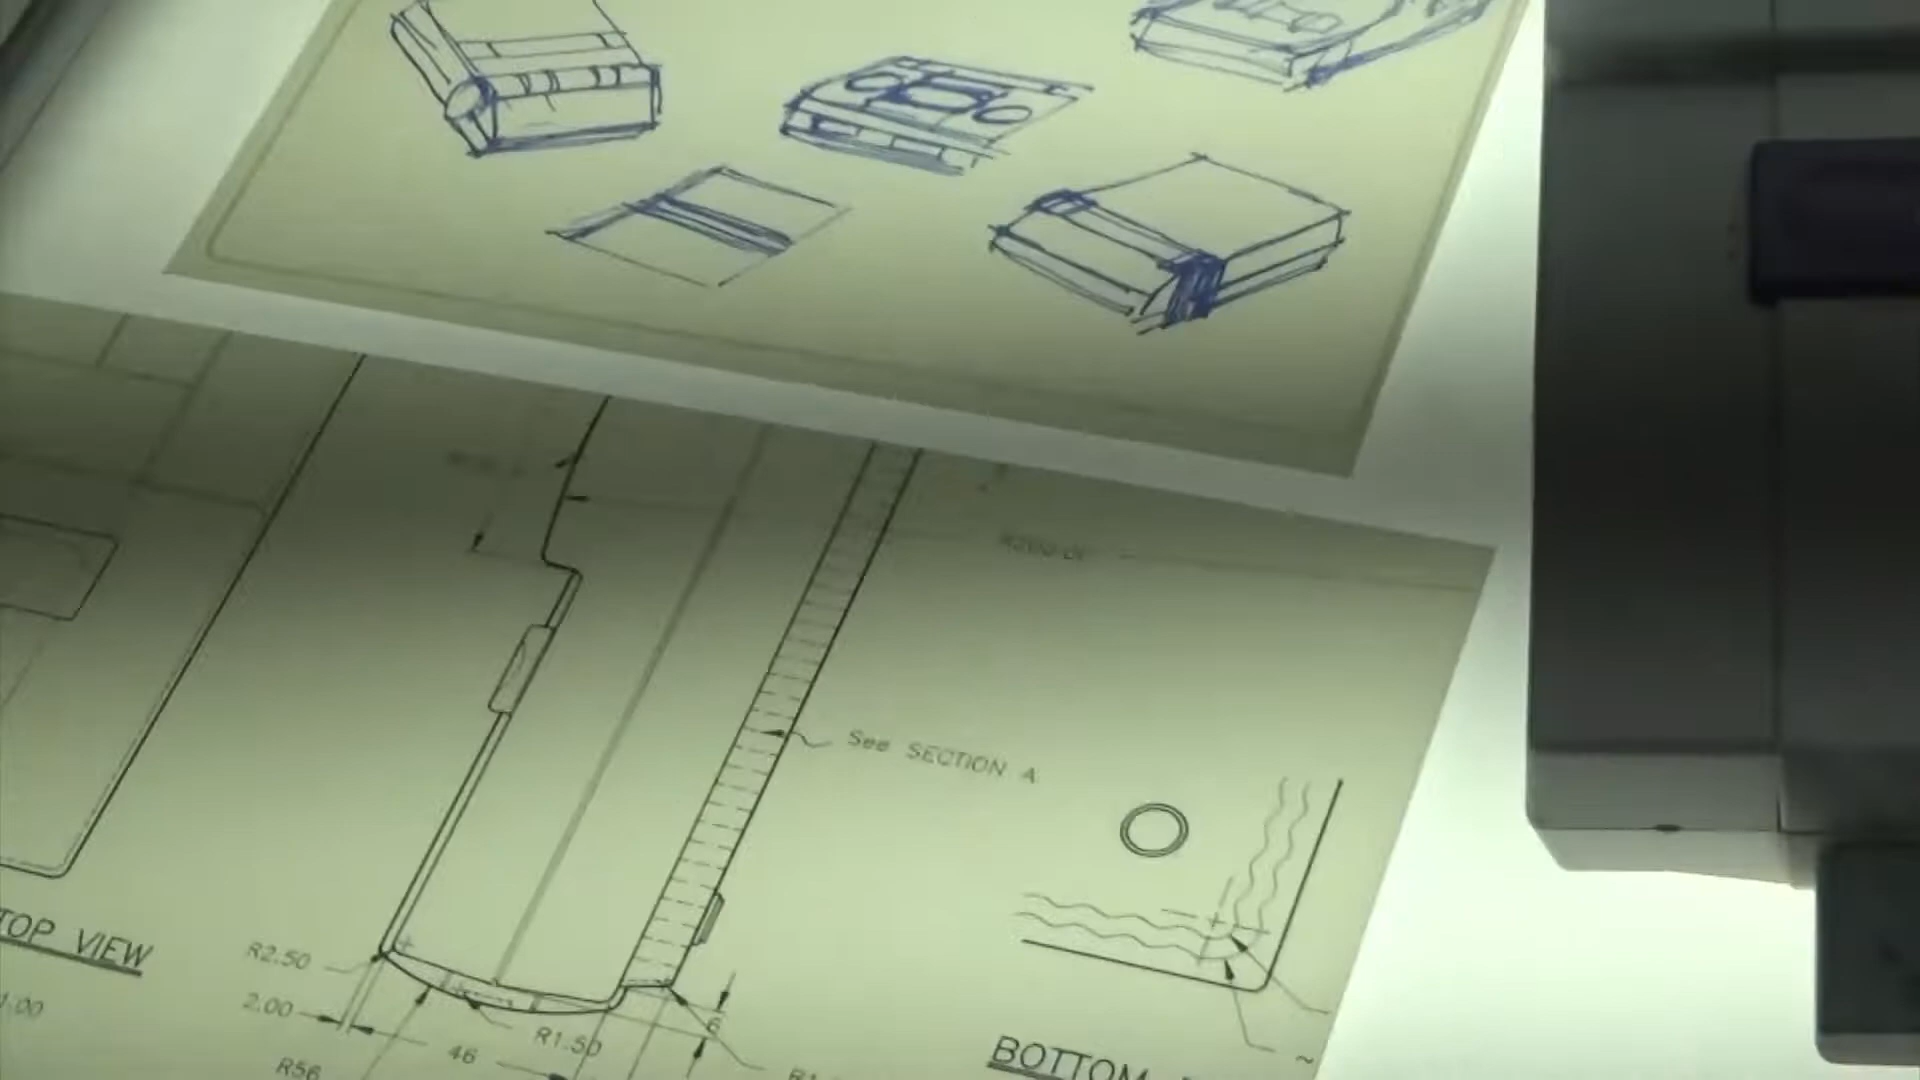 See SECTION A
TOP VIEW
R2.50
2.00
R1.50
6
46
R56
BOTTOM